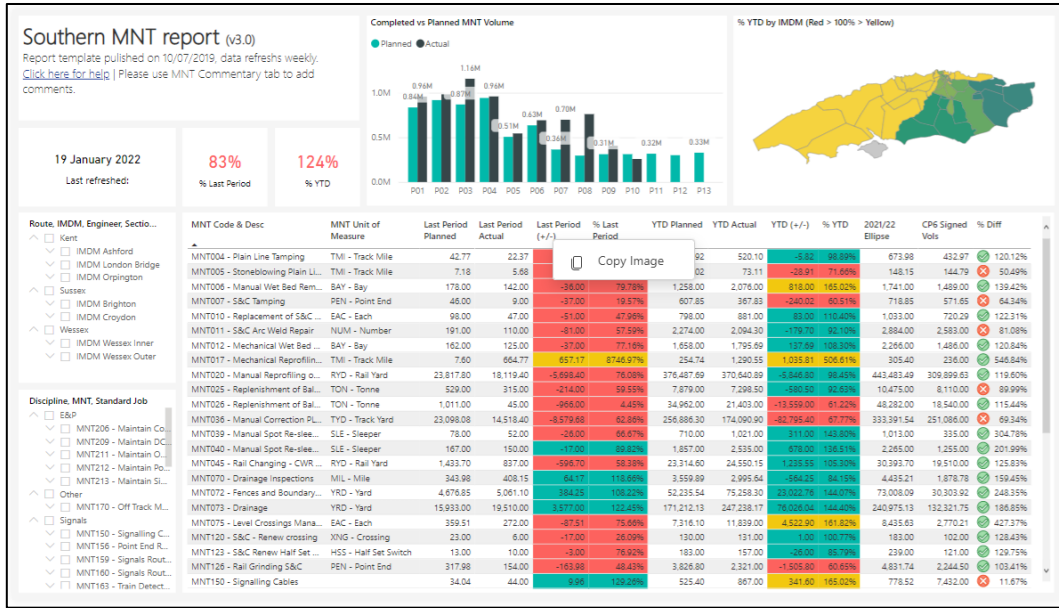 Southern MNT report (v3.0)
Report template pulished on 10/07/2019, data refreshs weekly.
Click here for help | Please use MNT Commentary tab to add
comments.
19 January 2022
Last refreshed:
83%
% Last Period
124%
% YTD
Completed vs Planned MNT Volume
Planned Actual
1.0M
0.5M
0.0M
0.84M 0.96M 0.87M 1.16M 0.96M 0.51M 0.63M 0.36M 0.70M 0.31M 0.32M 0.33M
P01 P02 P03 P04 P05 P06 P07 P08 P09 P10 P11 P12 P13
% YTD by IMDM (Red > 100% > Yellow)
Route, IMDM, Engineer, Sectio...
Kent
IMDM Ashford
IMDM London Bridge
IMDM Orpington
Sussex
IMDM Brighton
IMDM Croydon
Wessex
IMDM Wessex Inner
IMDM Wessex Outer
Discipline, MNT, Standard Job
E&P
MNT206 - Maintain Co...
MNT209 - Maintain DC...
MNT211 - Maintain O...
MNT212 - Maintain Po...
MNT213 - Maintain Si...
Other
MNT170 - Off Track M...
Signals
MNT150 - Signalling C...
MNT156 - Point End R...
MNT159 - Signals Rout...
MNT160 - Signals Rout...
MNT163 - Train Detect...
MNT Code & Desc MNT Unit of Measure Last Period Planned Last Period Actual Last Period (+/-) % Last Period YTD Planned YTD Actual YTD (+/-) % YTD 2021/22 Ellipse CP6 Signed Vols % Diff
Copy Image
MNT004 - Plain Line Tamping TMI - Track Mile 42.77 22.37 92 520.10 -5.82 98.89% 673.98 432.97 120.12%
MNT005 - Stoneblowing Plain Li... TMI - Track Mile 7.18 5.68 02 73.11 -28.91 71.66% 148.15 144.79 50.49%
MNT006 - Manual Wet Bed Rem... BAY - Bay 178.00 142.00 -36.00 79.78% 1,258.00 2,076.00 818.00 165.02% 1,741.00 1,489.00 139.42%
MNT007 - S&C Tamping PEN - Point End 46.00 9.00 -37.00 19.57% 607.85 367.83 -240.02 60.51% 718.85 571.65 64.34%
MNT010 - Replacement of S&C ... EAC - Each 98.00 47.00 -51.00 47.96% 798.00 881.00 83.00 110.40% 1,033.00 720.29 122.31%
MNT011 - S&C Arc Weld Repair NUM - Number 191.00 110.00 -81.00 57.59% 2,274.00 2,094.30 -179.70 92.10% 2,884.00 2,583.00 81.08%
MNT012 - Mechanical Wet Bed ... BAY - Bay 162.00 125.00 -37.00 77.16% 1,658.00 1,795.69 137.69 108.30% 2,266.00 1,486.00 120.84%
MNT017 - Mechanical Reprofilin... TMI - Track Mile 7.60 664.77 657.17 8746.97% 254.74 1,290.55 1,035.81 506.61% 305.40 236.00 546.84%
MNT020 - Manual Reprofiling o... RYD - Rail Yard 23,817.80 18,119.40 -5,698.40 76.08% 376,487.69 370,640.89 -5,846.80 98.45% 443,483.49 309,899.63 119.60%
MNT025 - Replenishment of Bal... TON - Tonne 529.00 315.00 -214.00 59.55% 7,879.00 7,298.50 -580.50 92.63% 10,475.00 8,110.00 89.99%
MNT026 - Replenishment of Bal... TON - Tonne 1,011.00 45.00 -966.00 4.45% 34,962.00 21,403.00 -13,559.00 61.22% 48,282.00 18,540.00 115.44%
MNT036 - Manual Correction PL... TYD - Track Yard 23,098.08 14,518.40 -8,579.68 62.86% 256,886.30 174,090.90 -82,795.40 67.77% 333,391.54 251,086.00 69.34%
MNT039 - Manual Spot Re-slee... SLE - Sleeper 78.00 52.00 -26.00 66.67% 710.00 1,021.00 311.00 143.80% 1,013.00 335.00 304.78%
MNT040 - Manual Spot Re-slee... SLE - Sleeper 167.00 150.00 -17.00 89.82% 1,857.00 2,535.00 678.00 136.51% 2,265.00 1,255.00 201.99%
MNT045 - Rail Changing - CWR ... RYD - Rail Yard 1,433.70 837.00 -596.70 58.38% 23,314.60 24,550.15 1,235.55 105.30% 30,393.70 19,510.00 125.83%
MNT070 - Drainage Inspections MIL - Mile 343.98 408.15 64.17 118.66% 3,559.89 2,995.64 -564.25 84.15% 4,435.21 1,878.78 159.45%
MNT072 - Fences and Boundary... YRD - Yard 4,676.85 5,061.10 384.25 108.22% 52,235.54 75,258.30 23,022.76 144.07% 73,008.09 30,303.92 248.35%
MNT073 - Drainage YRD - Yard 15,933.00 19,510.00 3,577.00 122.45% 171,212.13 247,238.17 76,026.04 144.40% 240,975.13 132,321.75 186.85%
MNT075 - Level Crossings Mana... EAC - Each 359.51 272.00 -87.51 75.66% 7,316.10 11,839.00 4,522.90 161.82% 8,435.63 2,770.21 427.37%
MNT120 - S&C - Renew crossing XNG - Crossing 23.00 6.00 -17.00 26.09% 130.00 131.00 1.00 100.77% 183.00 102.00 128.43%
MNT123 - S&C Renew Half Set ... HSS - Half Set Switch 13.00 10.00 -3.00 76.92% 183.00 157.00 -26.00 85.79% 239.00 121.00 129.75%
MNT126 - Rail Grinding S&C PEN - Point End 317.98 154.00 -163.98 48.43% 3,826.80 2,321.00 -1,505.80 60.65% 4,831.74 2,244.50 103.41%
MNT150 - Signalling Cables 34.04 44.00 9.96 129.26% 525.40 867.00 341.60 165.02% 778.52 7,432.00 11.67%